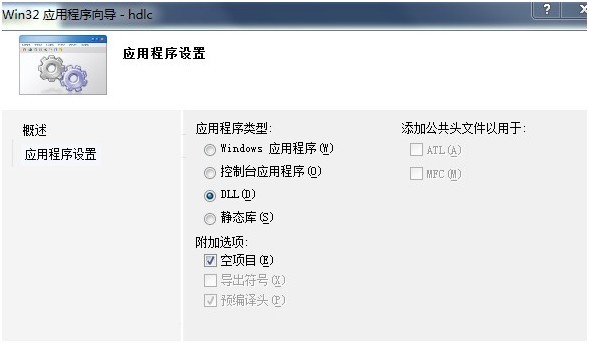 Win32 应用程序向导 - hdlc
应用程序设置
概述
应用程序设置
应用程序类型:
Windows 应用程序(W)
控制台应用程序(O)
DLL(D)
静态库(S)
附加选项:
空项目(E)
导出符号(X)
预编译头(P)
添加公共头文件以用于:
ATL(A)
MFC(M)